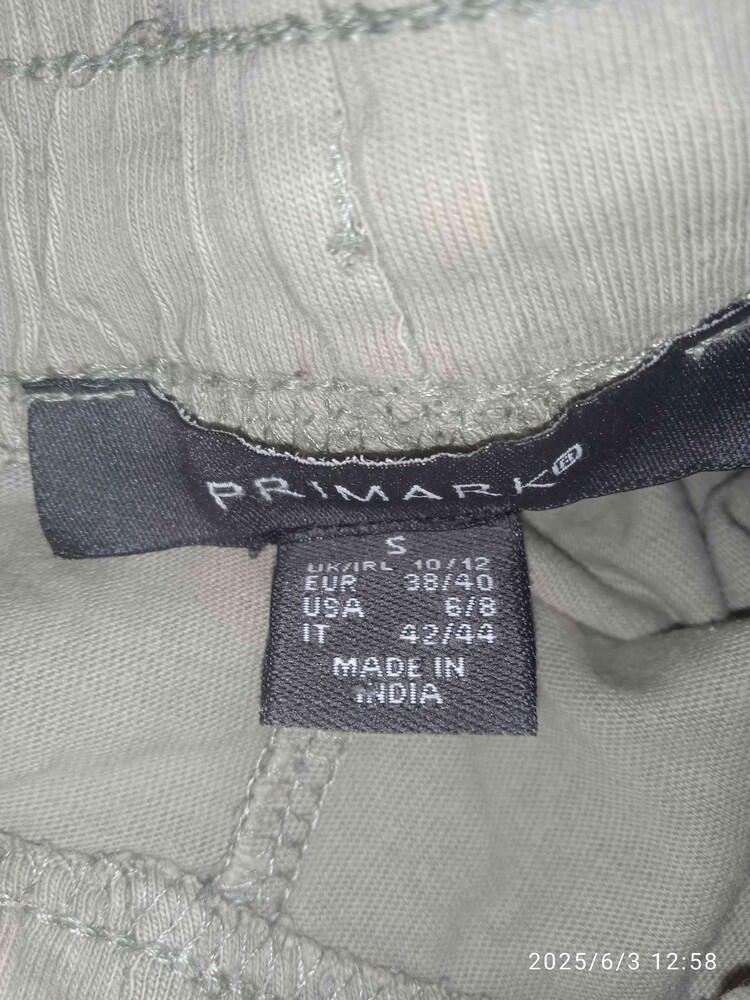 PRIMARK
S
UK/IRL 10/12
EUR 38/40
USA 6/8
IT 42/44
MADE IN
INDIA
2025/6/3 12:58